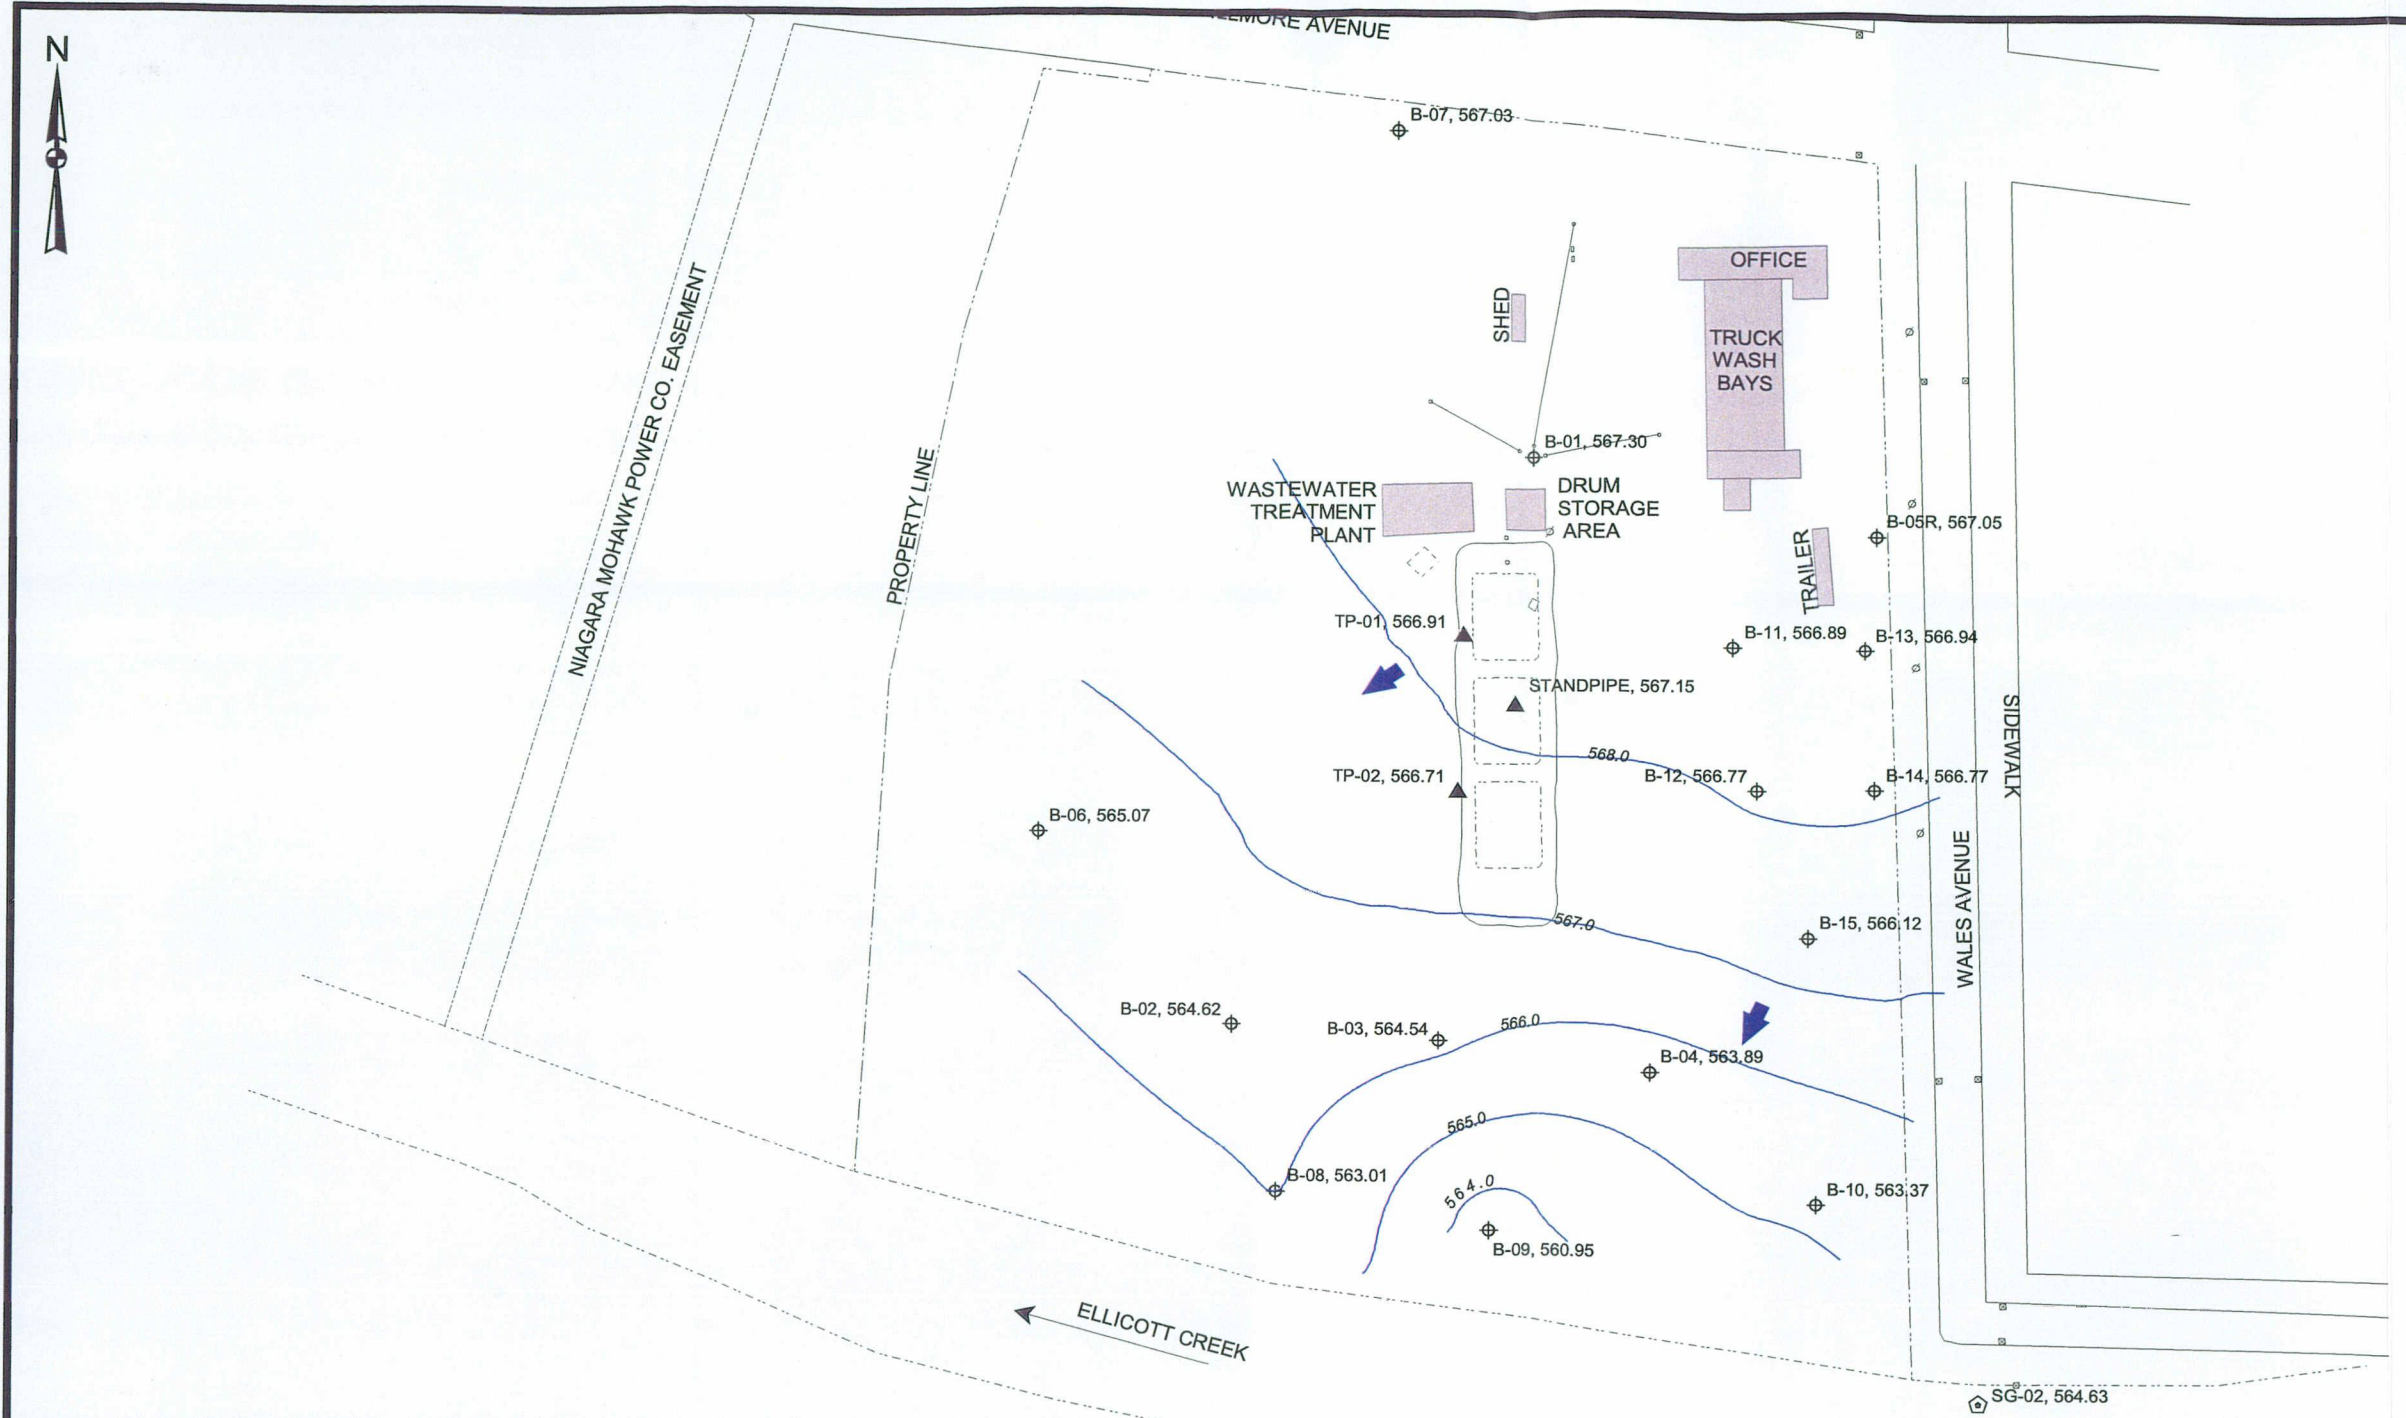 N
AVENUE
B-07, 567.03
OFFICE
SHED
TRUCK
WASH
BAYS
NIAGARA MOHAWK POWER CO. EASEMENT
PROPERTY LINE
B-01, 567.30
WASTEWATER
TREATMENT
PLANT
DRUM
STORAGE
AREA
B-05R, 567.05
TRAILER
TP-01, 566.91
B-11, 566.89
B-13, 566.94
STANDPIPE, 567.15
SIDEWALK
568.0
TP-02, 566.71
B-12, 566.77
B-14, 566.77
B-06, 565.07
WALES AVENUE
567.0
B-15, 566.12
B-02, 564.62
B-03, 564.54
566.0
B-04, 563.89
565.0
B-08, 563.01
564.0
B-10, 563.37
B-09, 560.95
ELLICOTT CREEK
SG-02, 564.63